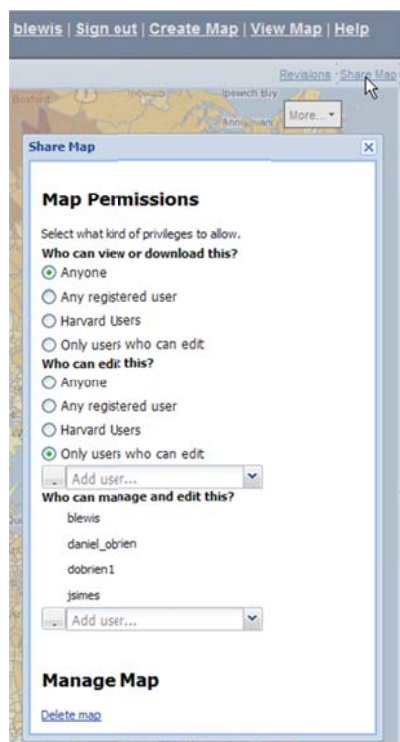 blewis | Sign out | Create Map | View Map | Help
Revisions Share Map
Ipswich Bay
More...
Share Map
Map Permissions
Select what kind of privileges to allow.
Who can view or download this?
Anyone
Any registered user
Harvard Users
Only users who can edit
Who can edit this?
Anyone
Any registered user
Harvard Users
Only users who can edit
Add user...
Who can manage and edit this?
blewis
daniel_obrien
dobrien1
jsimes
Add user...
Manage Map
Delete map